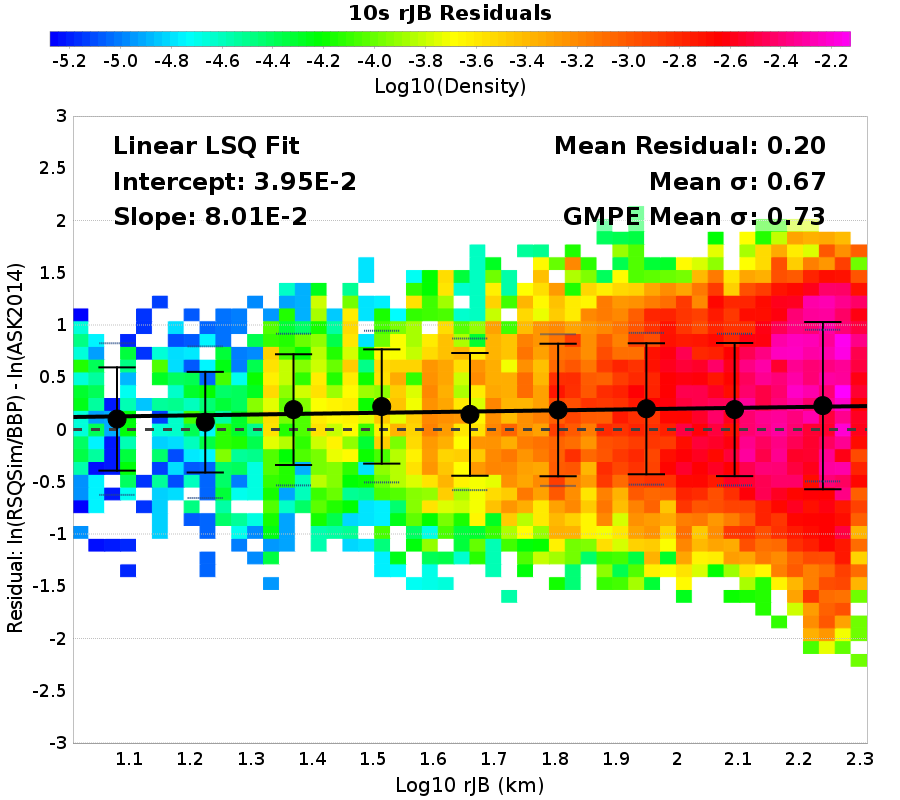 10s rJB Residuals
-5.2 -5.0 -4.8 -4.6 -4.4 -4.2 -4.0 -3.8 -3.6 -3.4 -3.2 -3.0 -2.8 -2.6 -2.4 -2.2
Log10(Density)
Linear LSQ Fit
Intercept: 3.95E-2
Slope: 8.01E-2
Mean Residual: 0.20
Mean σ: 0.67
GMPE Mean σ: 0.73
Residual: ln(RSQSim/BBP) - ln(ASK2014)
3
2.5
2
1.5
1
0.5
0
-0.5
-1
-1.5
-2
-2.5
-3
1.1 1.2 1.3 1.4 1.5 1.6 1.7 1.8 1.9 2 2.1 2.2 2.3
Log10 rJB (km)